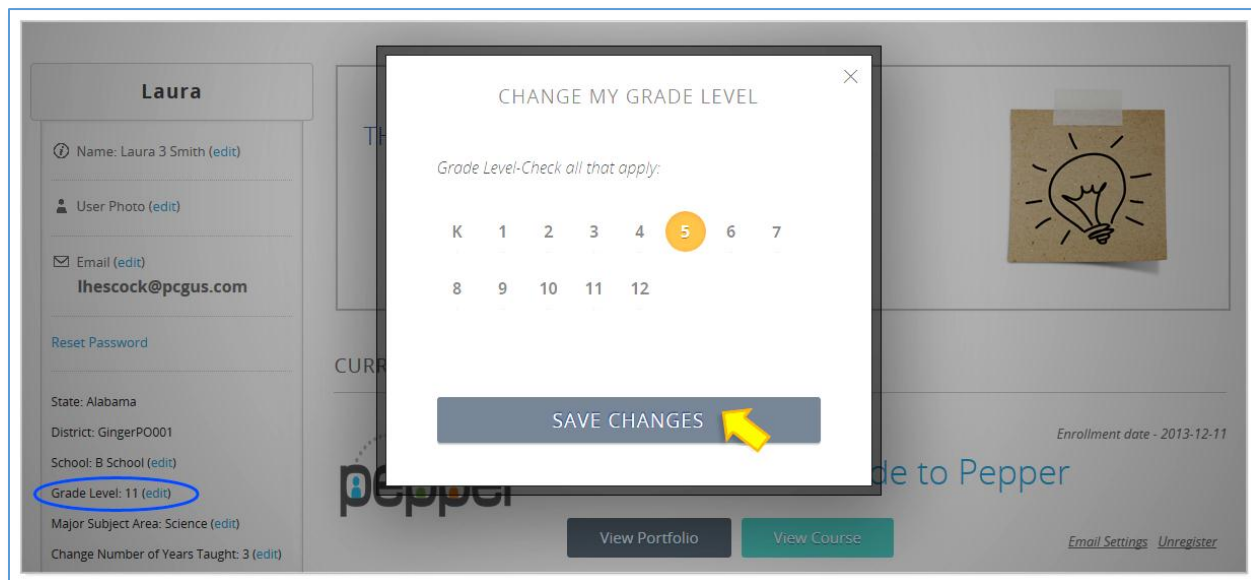 Laura
Name: Laura 3 Smith (edit)
User Photo (edit)
Email (edit)
lhescock@pcgus.com
Reset Password
State: Alabama
District: GingerPO001
School: B School (edit)
Grade Level: 11 (edit)
Major Subject Area: Science (edit)
Change Number of Years Taught: 3 (edit)
TH
CHANGE MY GRADE LEVEL
Grade Level-Check all that apply:
K 1 2 3 4 5 6 7
8 9 10 11 12
SAVE CHANGES
CURR
Enrollment date - 2013-12-11
pepper
de to Pepper
View Portfolio
View Course
Email Settings Unregister